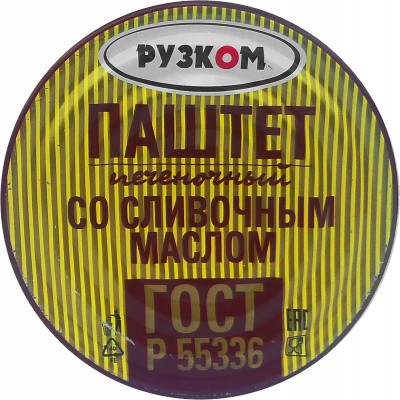 РУЗКОМ
ПАШТЕТ
печеночный
СО СЛИВОЧНЫМ
МАСЛОМ
ГОСТ
Р 55336
EAC